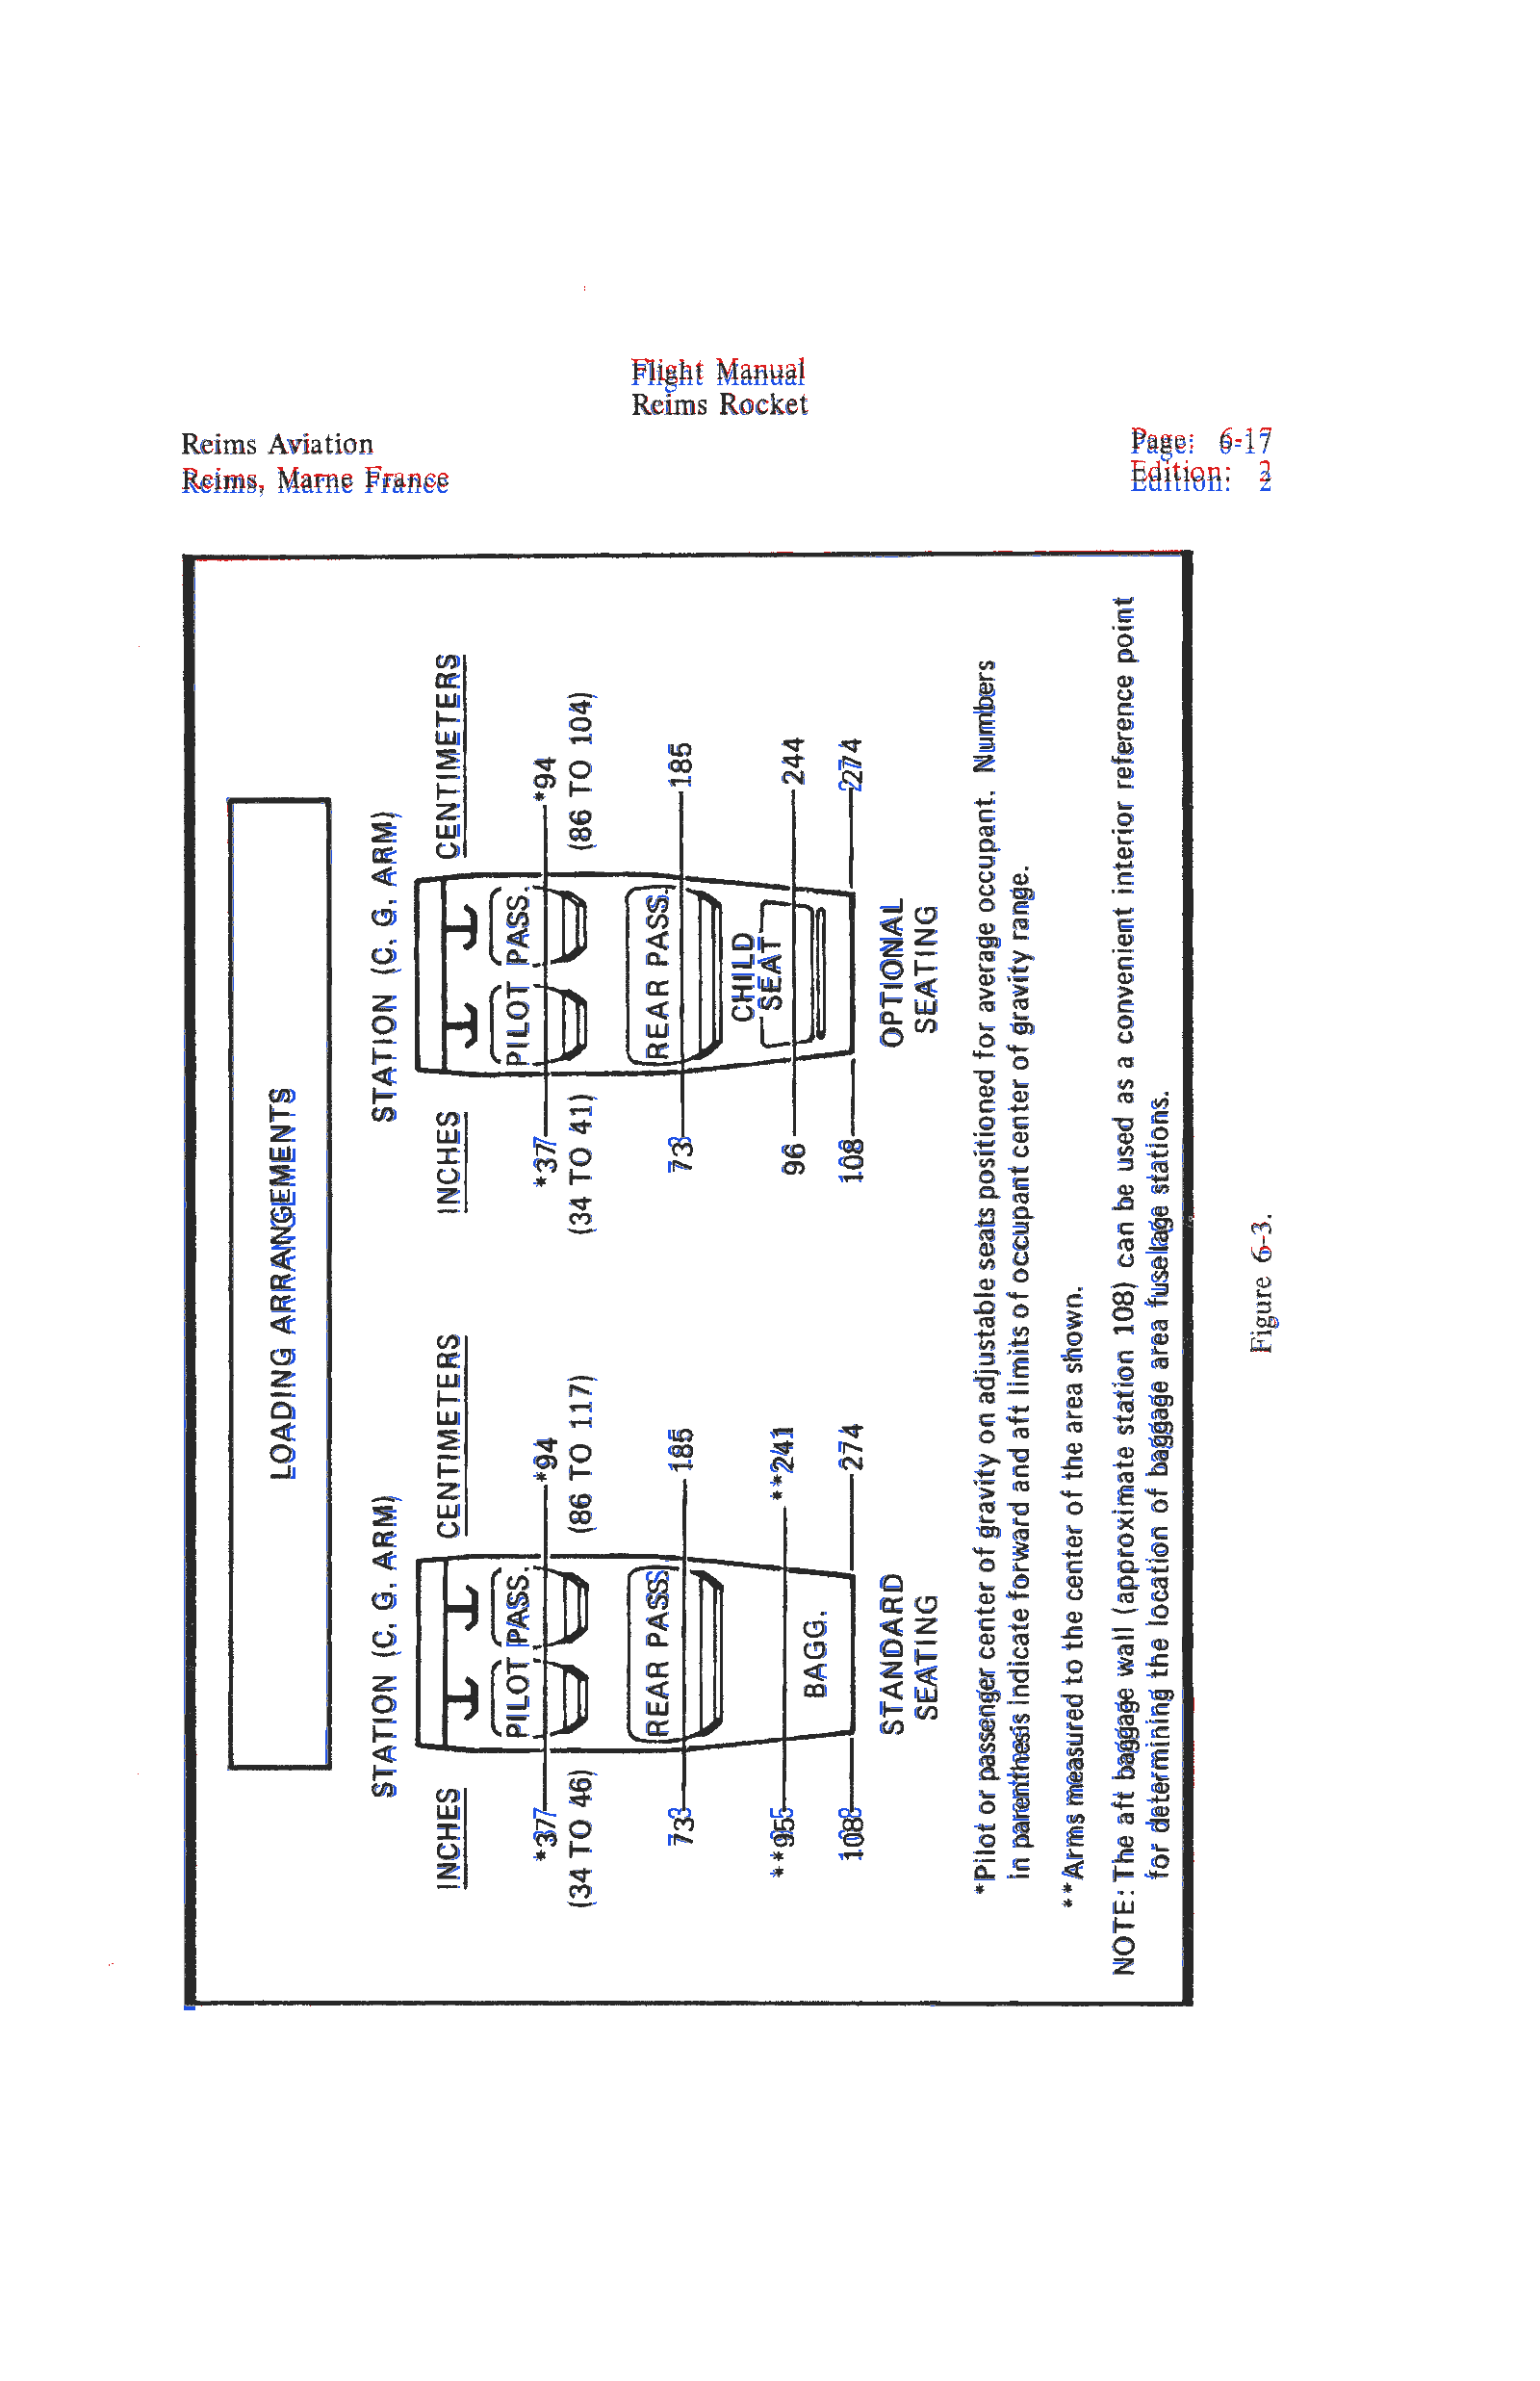 Flight Manual
Reims Rocket
Reims Aviation
Reims, Marne France
Page: 6-17
Edition: 2
LOADING ARRANGEMENTS
STATION (C. G. ARM)
INCHES
CENTIMETERS
PILOT PASS.
*37
*94
(34 TO 46)
(86 TO 117)
REAR PASS.
73
185
**95
**241
BAGG.
108
274
STANDARD
SEATING
STATION (C. G. ARM)
INCHES
CENTIMETERS
PILOT PASS.
*37
*94
(34 TO 41)
(86 TO 104)
REAR PASS.
73
185
CHILD
SEAT
96
244
108
274
OPTIONAL
SEATING
*Pilot or passenger center of gravity on adjustable seats positioned for average occupant. Numbers
in parenthesis indicate forward and aft limits of occupant center of gravity range.
**Arms measured to the center of the area shown.
NOTE: The aft baggage wall (approximate station 108) can be used as a convenient interior reference point
for determining the location of baggage area fuselage stations.
Figure 6-3.